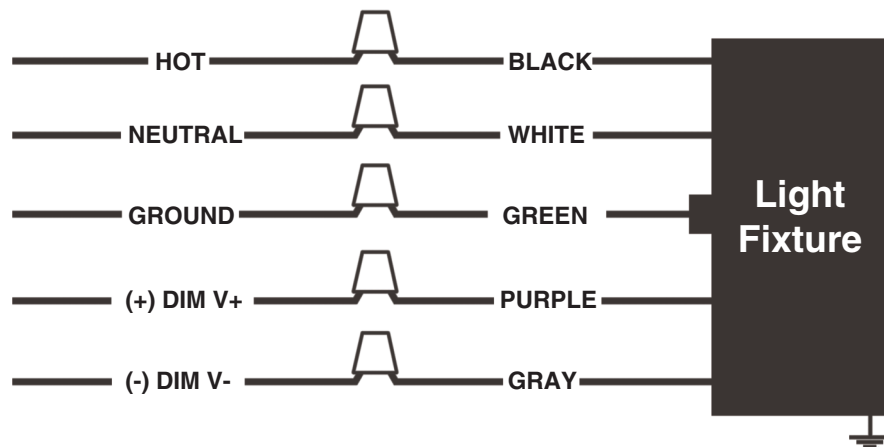 HOT BLACK
NEUTRAL WHITE
GROUND GREEN
Light
Fixture
(+) DIM V+ PURPLE
(-) DIM V- GRAY